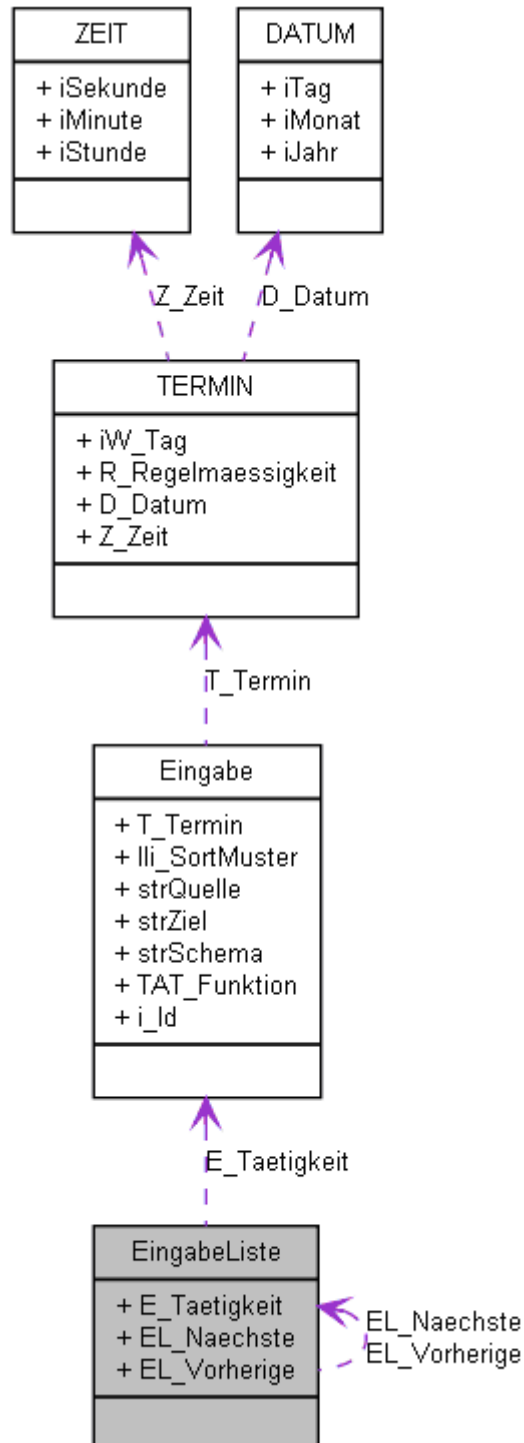 ZEIT
+ iSekunde
+ iMinute
+ iStunde
DATUM
+ iTag
+ iMonat
+ iJahr
Z_Zeit
D_Datum
TERMIN
+ iW_Tag
+ R_Regelmaessigkeit
+ D_Datum
+ Z_Zeit
T_Termin
Eingabe
+ T_Termin
+ lli_SortMuster
+ strQuelle
+ strZiel
+ strSchema
+ TAT_Funktion
+ i_Id
E_Taetigkeit
EingabeListe
+ E_Taetigkeit
+ EL_Naechste
+ EL_Vorherige
EL_Naechste
EL_Vorherige